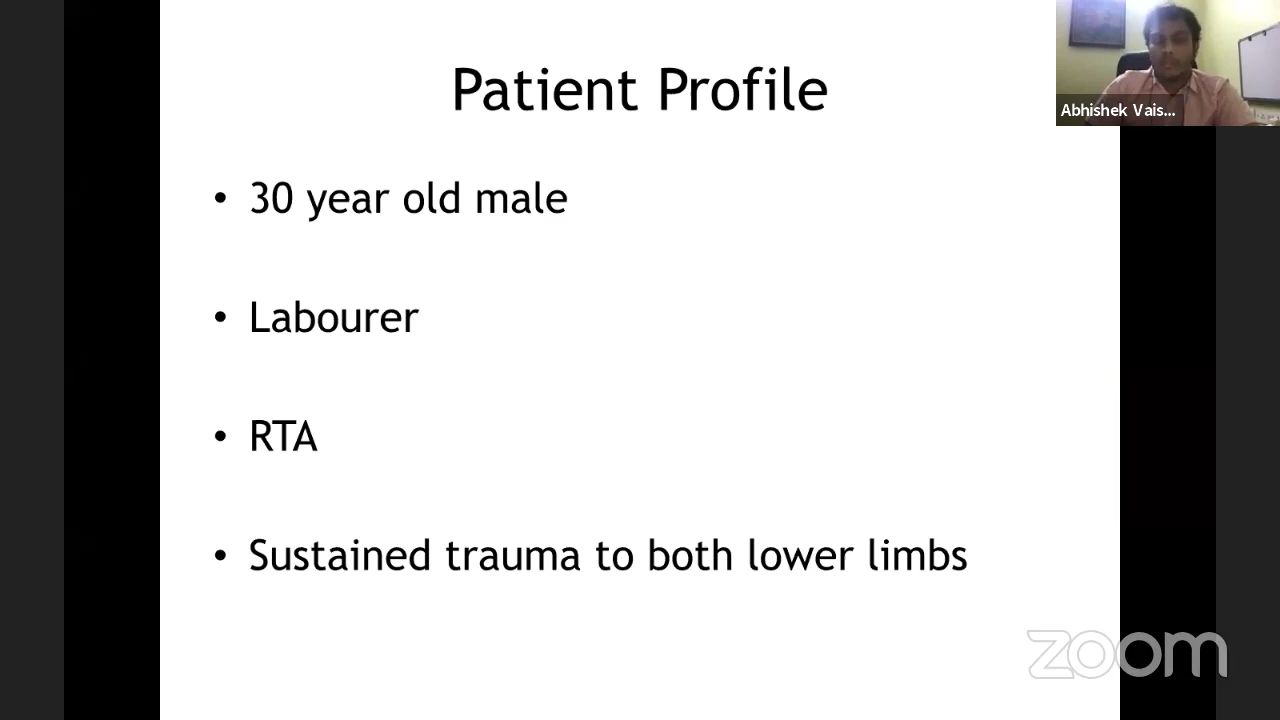 Patient Profile
• 30 year old male
• Labourer
• RTA
• Sustained trauma to both lower limbs
Abhishek Vais...
zoom